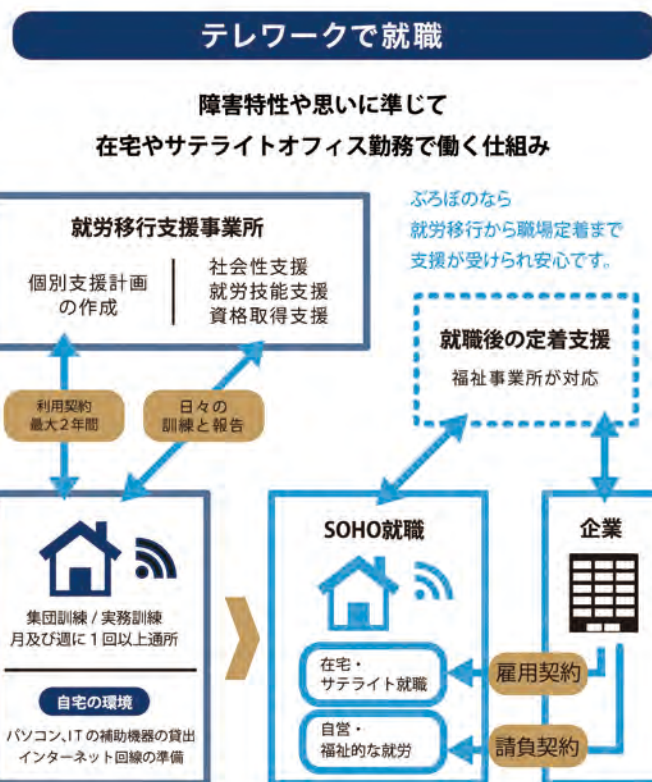 テレワークで就職
障害特性や思いに準じて
在宅やサテライトオフィス勤務で働く仕組み
就労移行支援事業所
個別支援計画
の作成
社会性支援
就労技能支援
資格取得支援
ぷろぼのなら
就労移行から職場定着まで
支援が受けられ安心です。
就職後の定着支援
福祉事業所が対応
利用契約
最大2年間
日々の
訓練と報告
集団訓練 / 実務訓練
月及び週に1回以上通所
自宅の環境
パソコン、ITの補助機器の貸出
インターネット回線の準備
SOHO就職
在宅・
サテライト就職
自営・
福祉的な就労
企業
雇用契約
請負契約